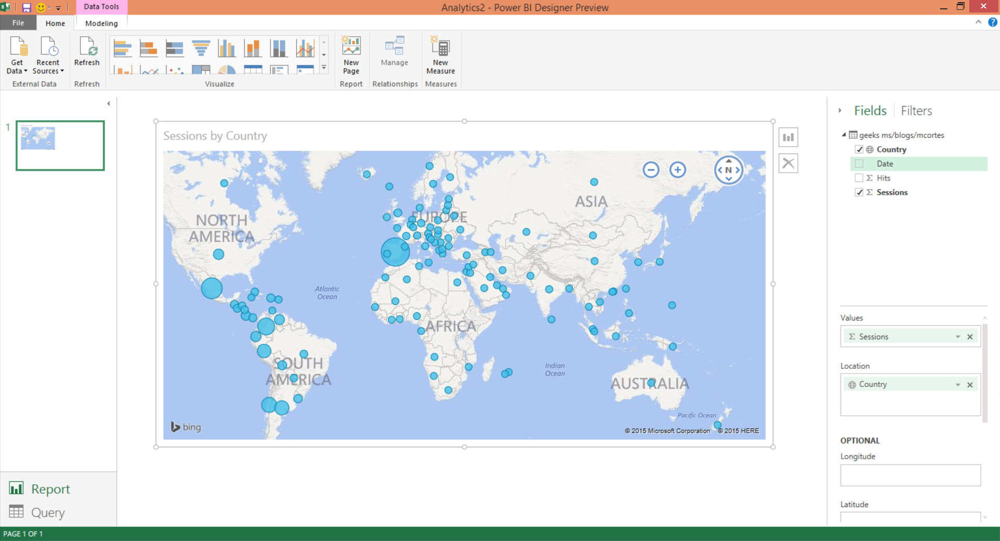 Data Tools
Analytics2 - Power BI Designer Preview
File
Home
Modeling
Get Data
Recent Sources
Refresh
New Page
Manage
New Measure
External Data
Refresh
Visualize
Report
Relationships
Measures
1
Sessions by Country
NORTH AMERICA
EUROPE
ASIA
N
Atlantic Ocean
AFRICA
SOUTH AMERICA
Indian Ocean
AUSTRALIA
Pacific Ocean
bing
© 2015 Microsoft Corporation © 2015 HERE
Fields
Filters
geeks ms/blogs/mcortes
Country
Date
Σ Hits
Σ Sessions
Values
Σ Sessions
Location
Country
OPTIONAL
Longitude
Latitude
Report
Query
PAGE 1 OF 1